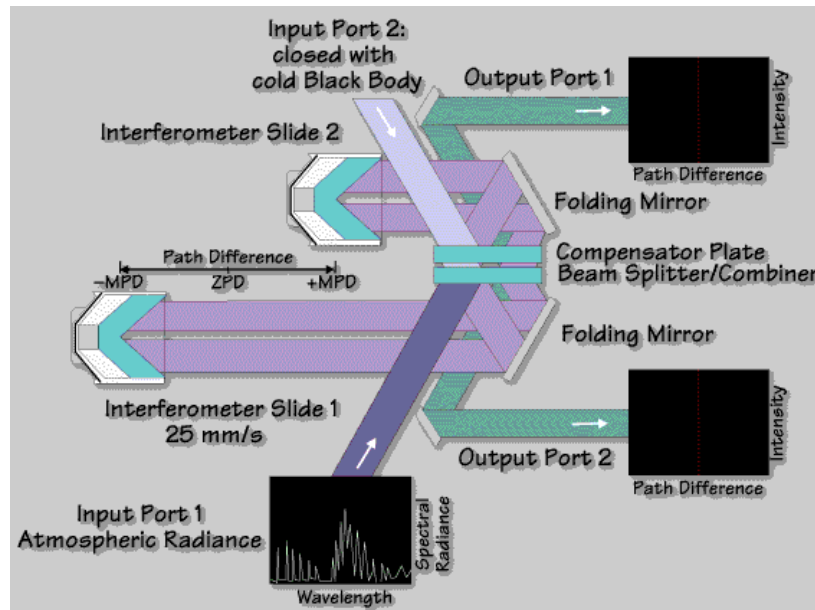 Input Port 2:
closed with
cold Black Body
Output Port 1
Intensity
Path Difference
Interferometer Slide 2
Folding Mirror
Compensator Plate
Beam Splitter/Combiner
Path Difference
-MPD ZPD +MPD
Folding Mirror
Interferometer Slide 1
25 mm/s
Intensity
Output Port 2
Path Difference
Input Port 1
Atmospheric Radiance
Spectral
Radiance
Wavelength